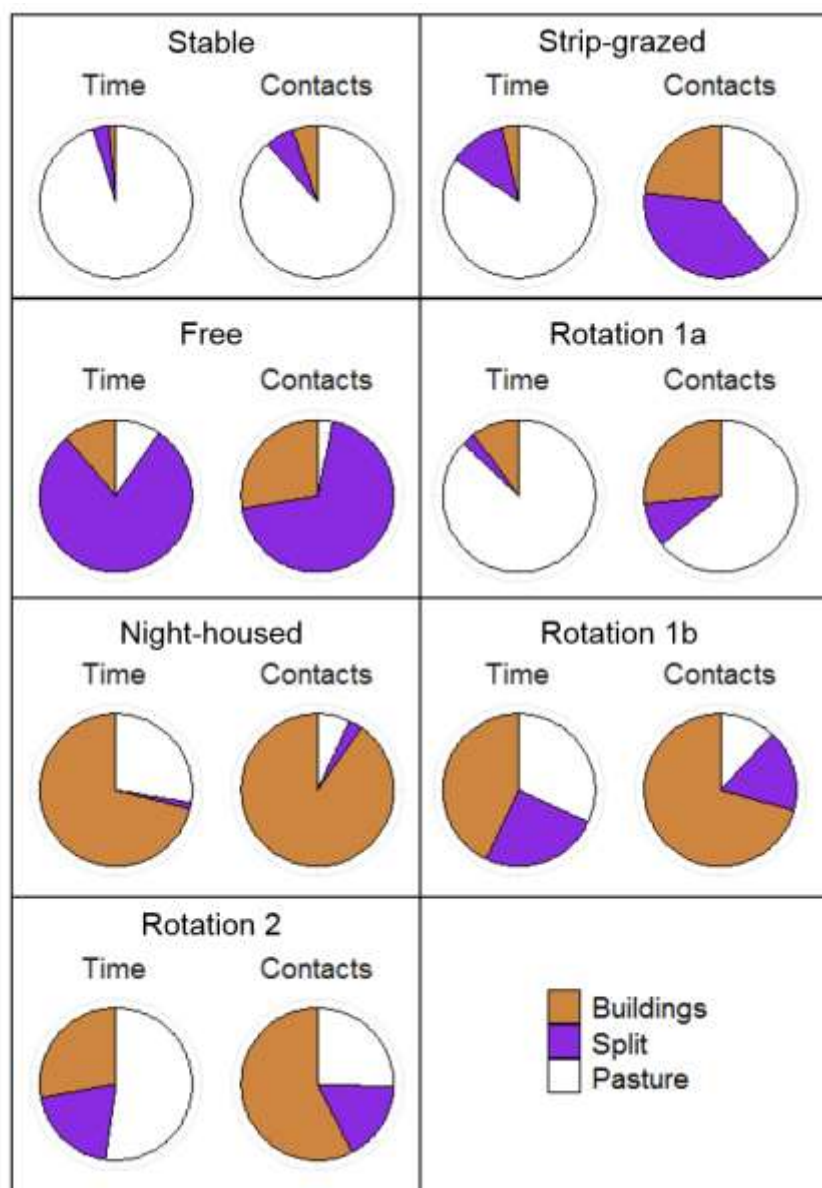 Stable
Time Contacts
Strip-grazed
Time Contacts
Free
Time Contacts
Rotation 1a
Time Contacts
Night-housed
Time Contacts
Rotation 1b
Time Contacts
Rotation 2
Time Contacts
Buildings
Split
Pasture